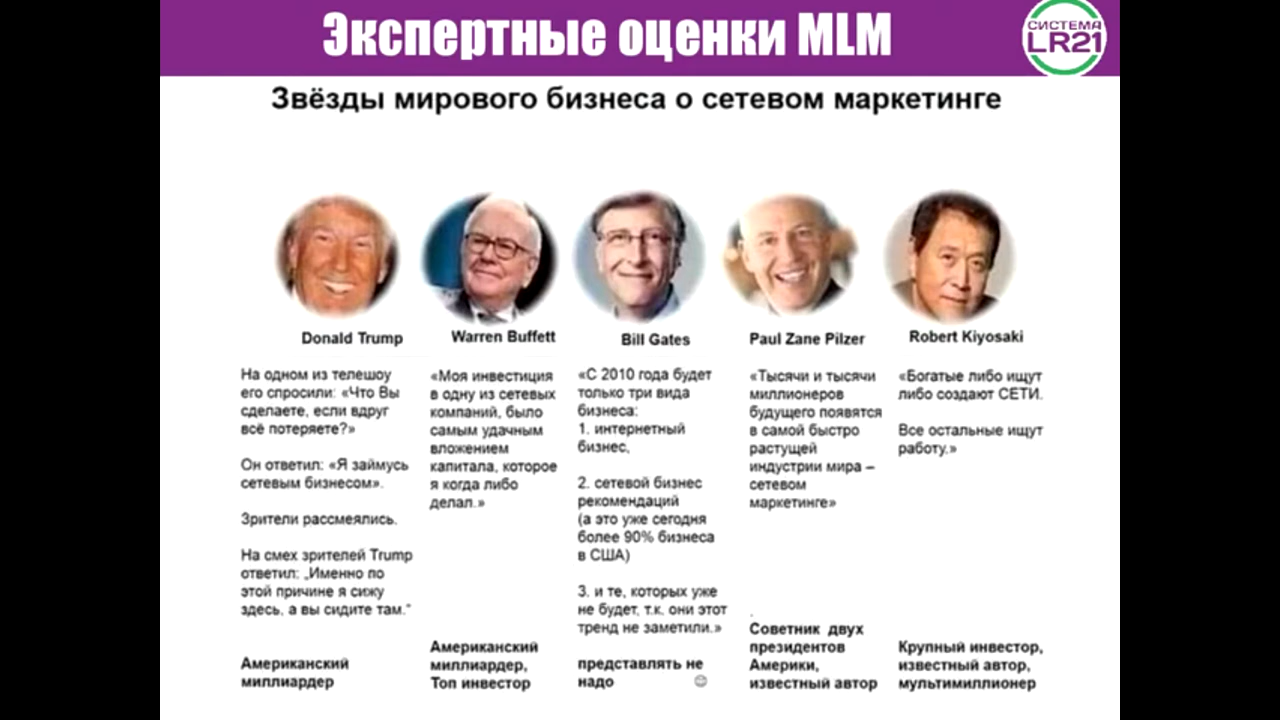 Экспертные оценки MLM
СИСТЕМА
LR21
Звёзды мирового бизнеса о сетевом маркетинге
Donald Trump
На одном из телешоу
его спросили: «Что Вы
сделаете, если вдруг
всё потеряете?»
Он ответил: «Я займусь
сетевым бизнесом».
Зрители рассмеялись.
На смех зрителей Trump
ответил: „Именно по
этой причине я сижу
здесь, а вы сидите там.“
Американский
миллиардер
Warren Buffett
«Моя инвестиция
в одну из сетевых
компаний, было
самым удачным
вложением
капитала, которое
я когда либо
делал.»
Американский
миллиардер,
Топ инвестор
Bill Gates
«С 2010 года будет
только три вида
бизнеса:
1. интернетный
бизнес,
2. сетевой бизнес
рекомендаций
(а это уже сегодня
более 90% бизнеса
в США)
3. и те, которых уже
не будет, т.к. они этот
тренд не заметили.»
представлять не
надо
Paul Zane Pilzer
«Тысячи и тысячи
миллионеров
будущего появятся
в самой быстро
растущей
индустрии мира –
сетевом
маркетинге»
.
Советник двух
президентов
Америки,
известный автор
Robert Kiyosaki
«Богатые либо ищут
либо создают СЕТИ.
Все остальные ищут
работу.»
Крупный инвестор,
известный автор,
мультимиллионер